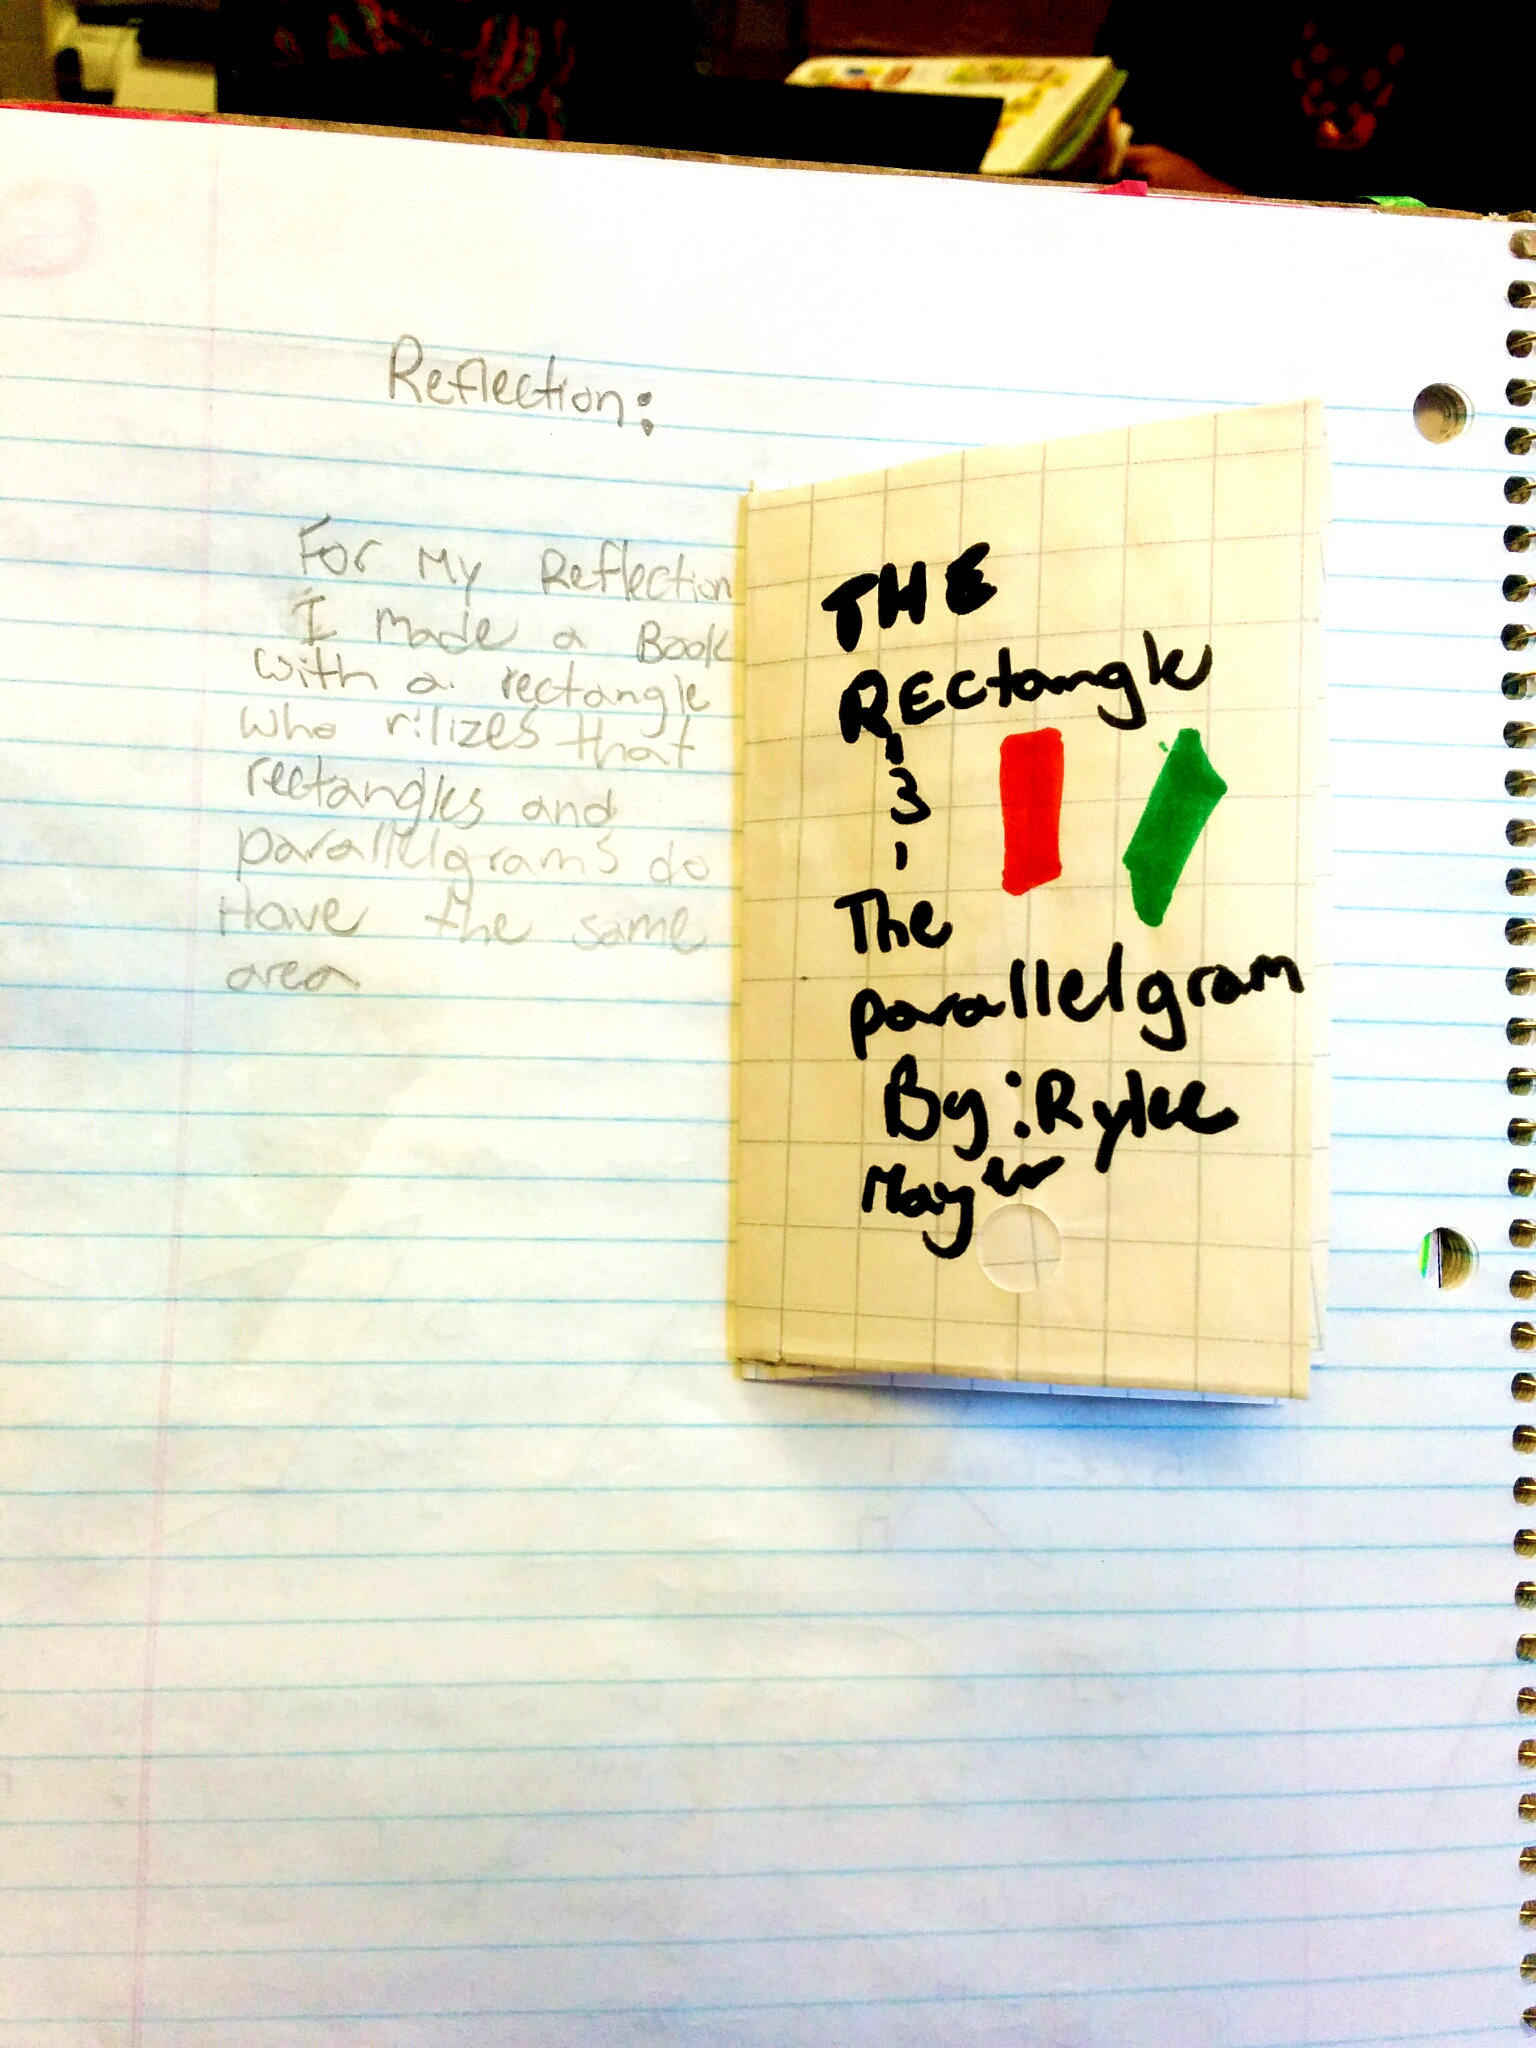 Reflection:
For My Reflection
I made a Book
with a rectangle
who rilizes that
rectangles and
parallelgrams do
Have the same
area
THE
RECtangle
The
parallelgram
By: Rylee
Mayer